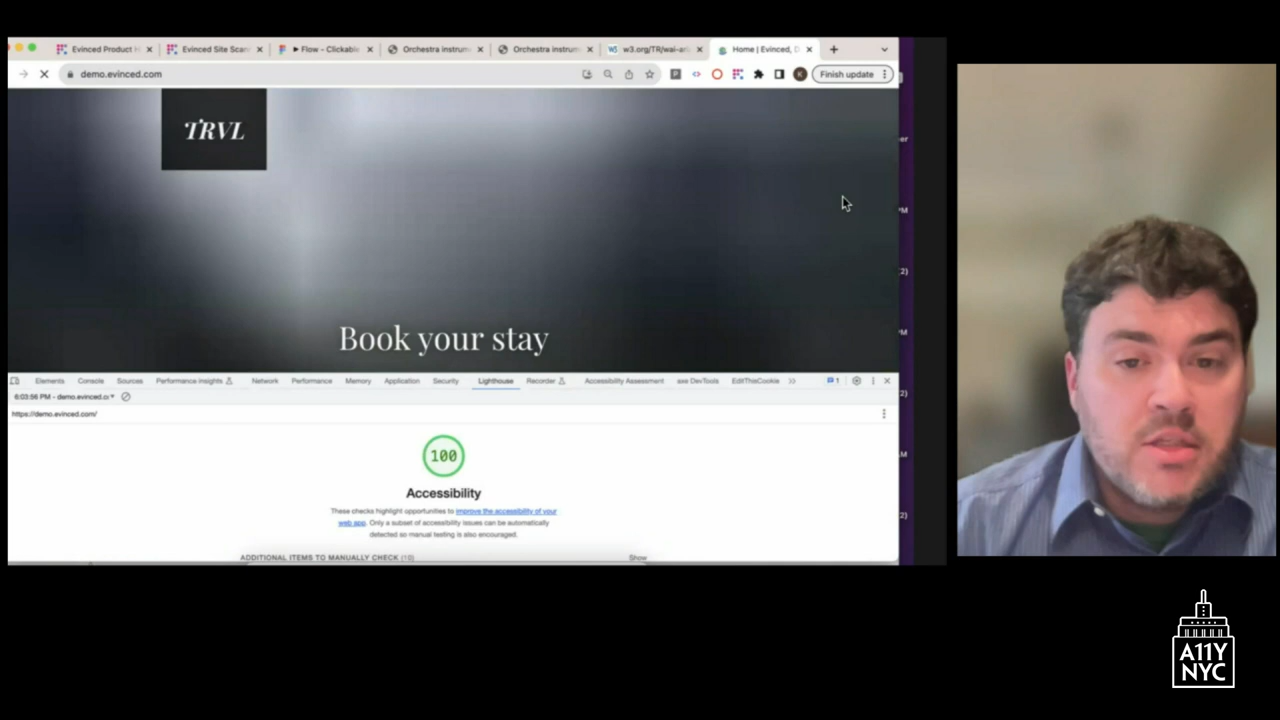 Evinced Product H
Evinced Site Scan
Flow - Clickable
Orchestra instrum
Orchestra instrum
w3.org/TR/wai-ari
Home | Evinced, D
demo.evinced.com
Finish update
TRVL
Book your stay
Elements
Console
Sources
Performance insights
Network
Performance
Memory
Application
Security
Lighthouse
Recorder
Accessibility Assessment
axe DevTools
EditThisCookie
1
6:03:56 PM - demo.evinced.c
https://demo.evinced.com/
100
Accessibility
These checks highlight opportunities to improve the accessibility of your
web app. Only a subset of accessibility issues can be automatically
detected so manual testing is also encouraged.
ADDITIONAL ITEMS TO MANUALLY CHECK (10)
Show
A11Y
NYC